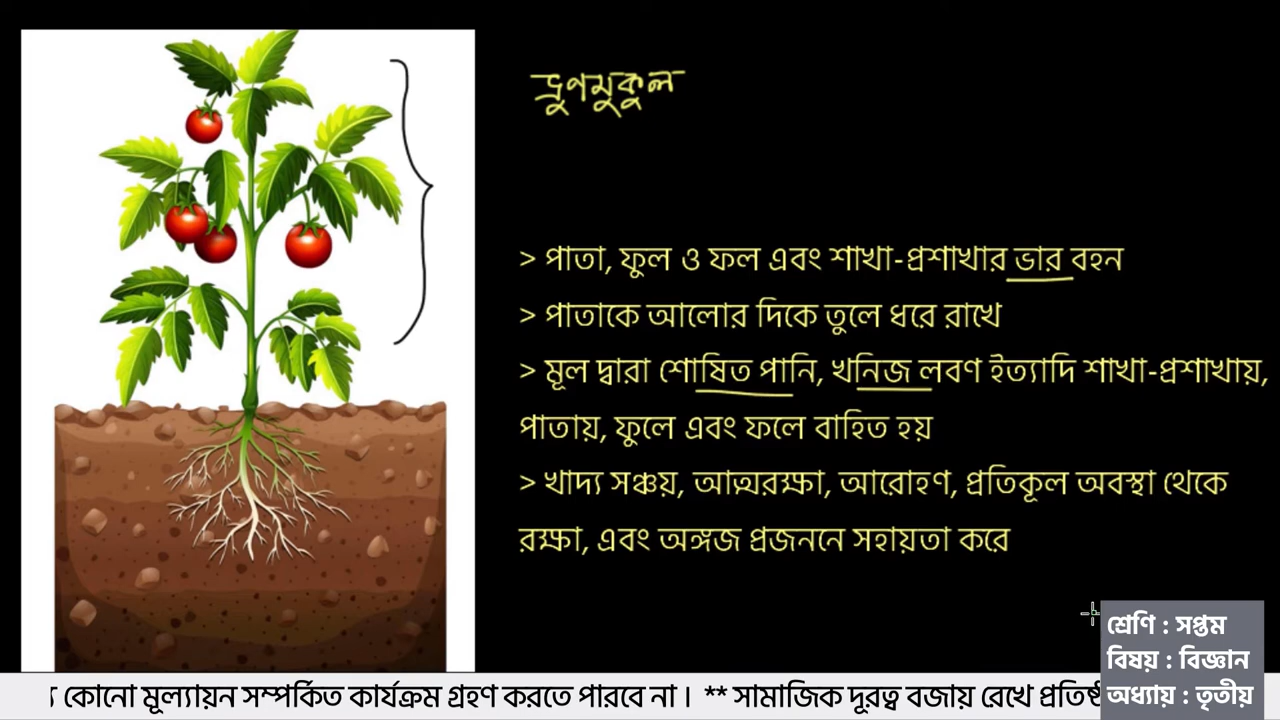 ভ্রুণমুকুল
> পাতা, ফুল ও ফল এবং শাখা-প্রশাখার ভার বহন
> পাতাকে আলোর দিকে তুলে ধরে রাখে
> মূল দ্বারা শোষিত পানি, খনিজ লবণ ইত্যাদি শাখা-প্রশাখায়,
পাতায়, ফুলে এবং ফলে বাহিত হয়
> খাদ্য সঞ্চয়, আত্মরক্ষা, আরোহণ, প্রতিকূল অবস্থা থেকে
রক্ষা, এবং অঙ্গজ প্রজননে সহায়তা করে
শ্রেণি : সপ্তম
বিষয় : বিজ্ঞান
অধ্যায় : তৃতীয়
কোনো মূল্যায়ন সম্পর্কিত কার্যক্রম গ্রহণ করতে পারবে না । ** সামাজিক দূরত্ব বজায় রেখে